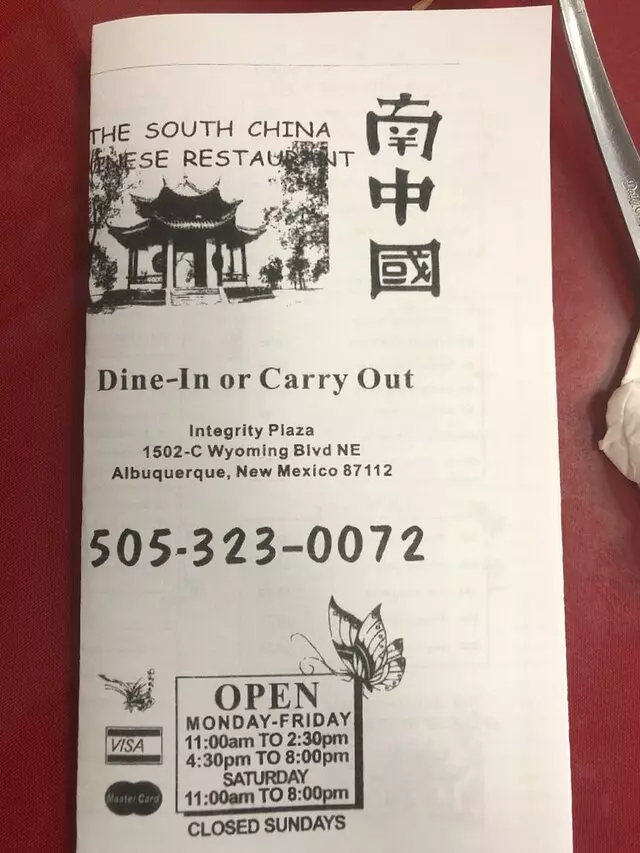 THE SOUTH CHINA
NESE RESTAURANT
南
中
國
Dine-In or Carry Out
Integrity Plaza
1502-C Wyoming Blvd NE
Albuquerque, New Mexico 87112
505-323-0072
OPEN
MONDAY-FRIDAY
11:00am TO 2:30pm
4:30pm TO 8:00pm
SATURDAY
11:00am TO 8:00pm
CLOSED SUNDAYS
VISA
MasterCard